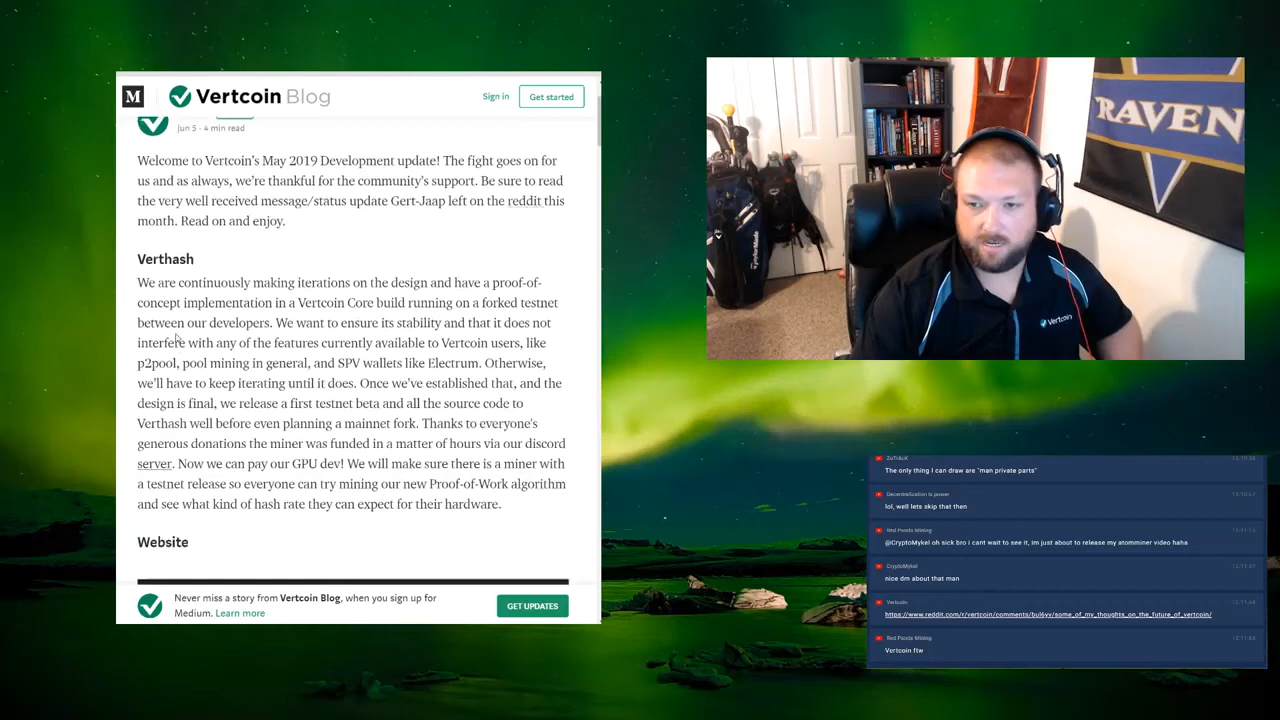 M
Vertcoin Blog
Sign in
Get started
Jun 5 · 4 min read
Welcome to Vertcoin's May 2019 Development update! The fight goes on for
us and as always, we're thankful for the community's support. Be sure to read
the very well received message/status update Gert-Jaap left on the reddit this
month. Read on and enjoy.
Verthash
We are continuously making iterations on the design and have a proof-of-
concept implementation in a Vertcoin Core build running on a forked testnet
between our developers. We want to ensure its stability and that it does not
interfere with any of the features currently available to Vertcoin users, like
p2pool, pool mining in general, and SPV wallets like Electrum. Otherwise,
we'll have to keep iterating until it does. Once we've established that, and the
design is final, we release a first testnet beta and all the source code to
Verthash well before even planning a mainnet fork. Thanks to everyone's
generous donations the miner was funded in a matter of hours via our discord
server. Now we can pay our GPU dev! We will make sure there is a miner with
a testnet release so everyone can try mining our new Proof-of-Work algorithm
and see what kind of hash rate they can expect for their hardware.
Website
Never miss a story from Vertcoin Blog, when you sign up for
Medium. Learn more
GET UPDATES
RAVEN
TaylorMade
Vertcoin
The only thing I can draw are "man private parts"
Decentralization is power
lol, well lets skip that then
Red Panda Mining
@CryptoMykel oh sick bro i cant wait to see it, im just about to release my atomminer video haha
CryptoMykel
nice dm about that man
Vertcoin
Red Panda Mining
Vertcoin ftw